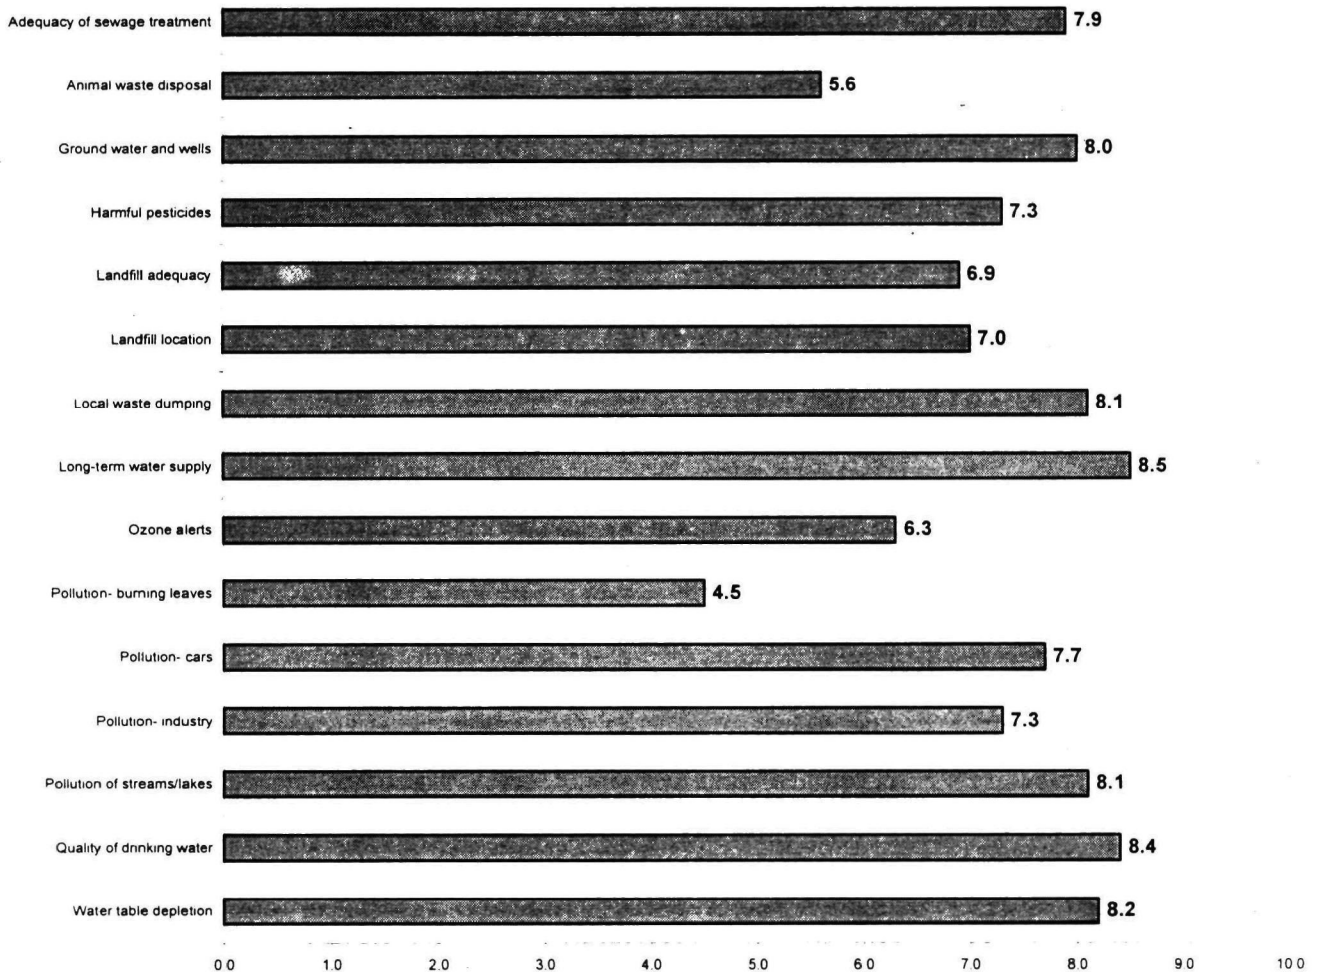 Adequacy of sewage treatment 7.9
Animal waste disposal 5.6
Ground water and wells 8.0
Harmful pesticides 7.3
Landfill adequacy 6.9
Landfill location 7.0
Local waste dumping 8.1
Long-term water supply 8.5
Ozone alerts 6.3
Pollution- burning leaves 4.5
Pollution- cars 7.7
Pollution- industry 7.3
Pollution of streams/lakes 8.1
Quality of drinking water 8.4
Water table depletion 8.2
0.0 1.0 2.0 3.0 4.0 5.0 6.0 7.0 8.0 9.0 10.0